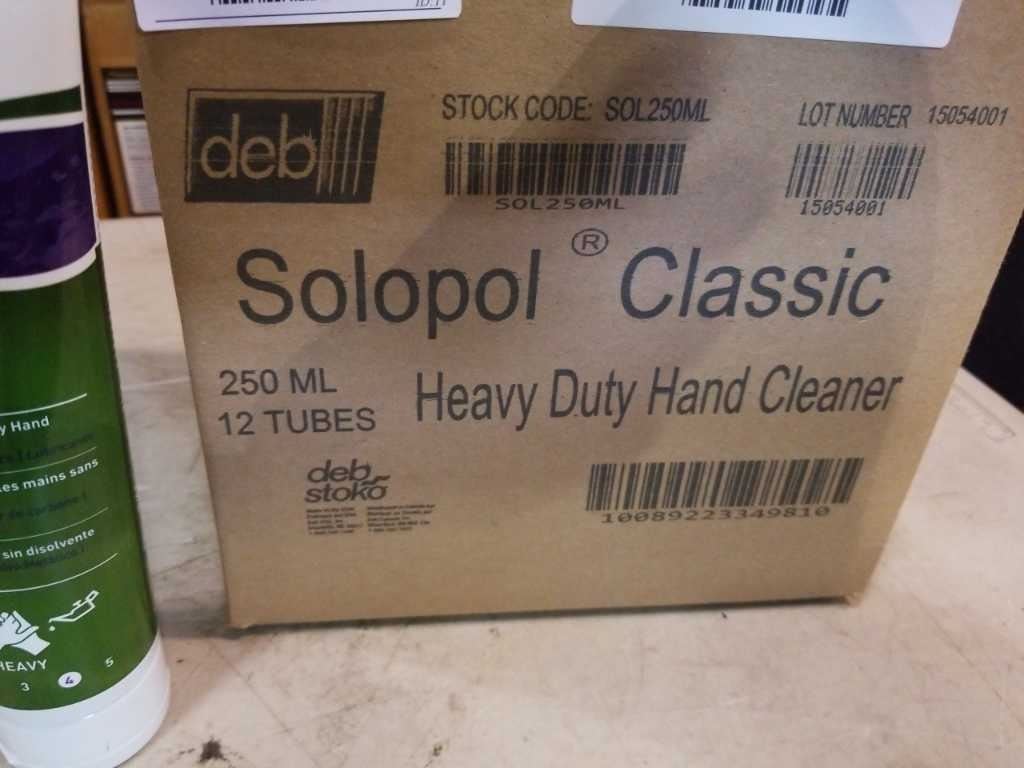 deb
STOCK CODE: SOL250ML
SOL250ML
LOT NUMBER 15054001
15054001
Solopol® Classic
250 ML
12 TUBES
Heavy Duty Hand Cleaner
deb
stoko
10089223349810
Hand
mains sans
sin disolvente
HEAVY
3 4 5